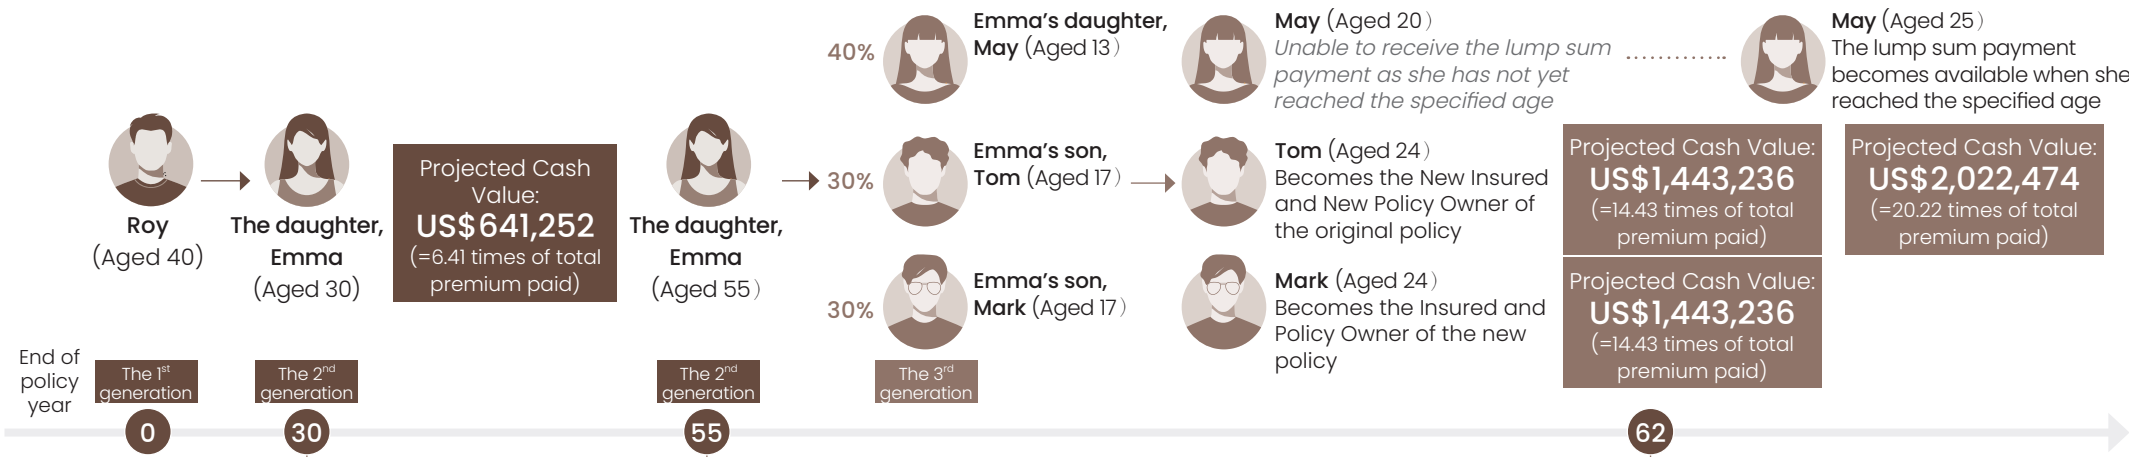 Roy
(Aged 40)
The daughter,
Emma
(Aged 30)
Projected Cash
Value:
US$641,252
(=6.41 times of total
premium paid)
The daughter,
Emma
(Aged 55)
40%
Emma’s daughter,
May (Aged 13)
May (Aged 20)
Unable to receive the lump sum
payment as she has not yet
reached the specified age
May (Aged 25)
The lump sum payment
becomes available when she
reached the specified age
30%
Emma’s son,
Tom (Aged 17)
Tom (Aged 24)
Becomes the New Insured
and New Policy Owner of
the original policy
Projected Cash Value:
US$1,443,236
(=14.43 times of total
premium paid)
Projected Cash Value:
US$2,022,474
(=20.22 times of total
premium paid)
30%
Emma’s son,
Mark (Aged 17)
Mark (Aged 24)
Becomes the Insured and
Policy Owner of the new
policy
Projected Cash Value:
US$1,443,236
(=14.43 times of total
premium paid)
End of
policy
year
The 1st
generation
The 2nd
generation
The 2nd
generation
The 3rd
generation
0
30
55
62